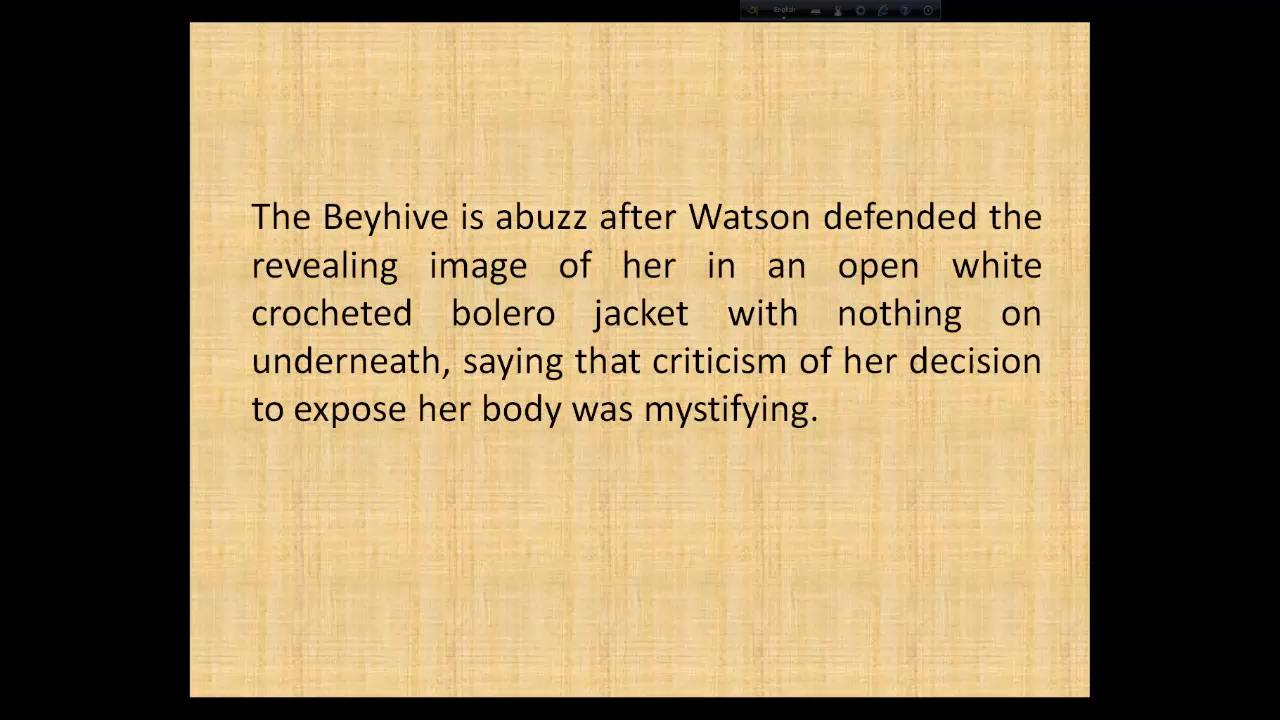 English
The Beyhive is abuzz after Watson defended the
revealing image of her in an open white
crocheted bolero jacket with nothing on
underneath, saying that criticism of her decision
to expose her body was mystifying.